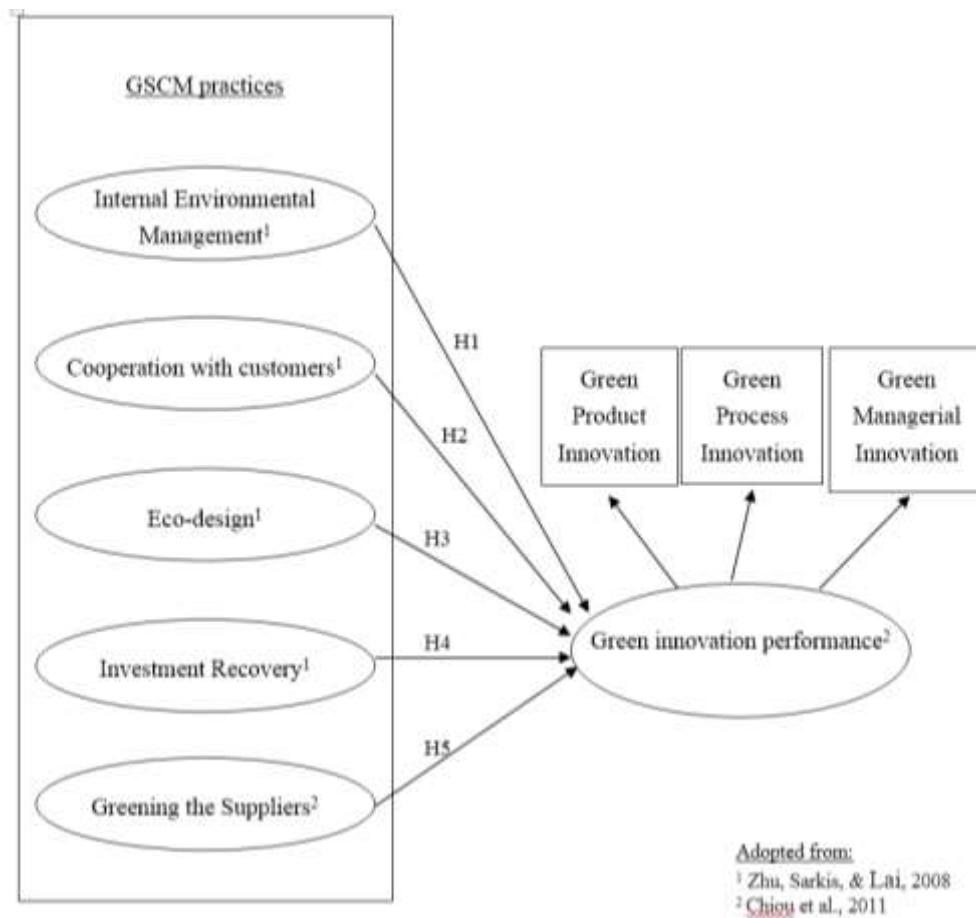 GSCM practices
Internal Environmental
Management¹
Cooperation with customers¹
Eco-design¹
Investment Recovery¹
Greening the Suppliers²
H1
H2
H3
H4
H5
Green
Product
Innovation
Green
Process
Innovation
Green
Managerial
Innovation
Green innovation performance²
Adopted from:
¹ Zhu, Sarkis, & Lai, 2008
² Chiou et al., 2011